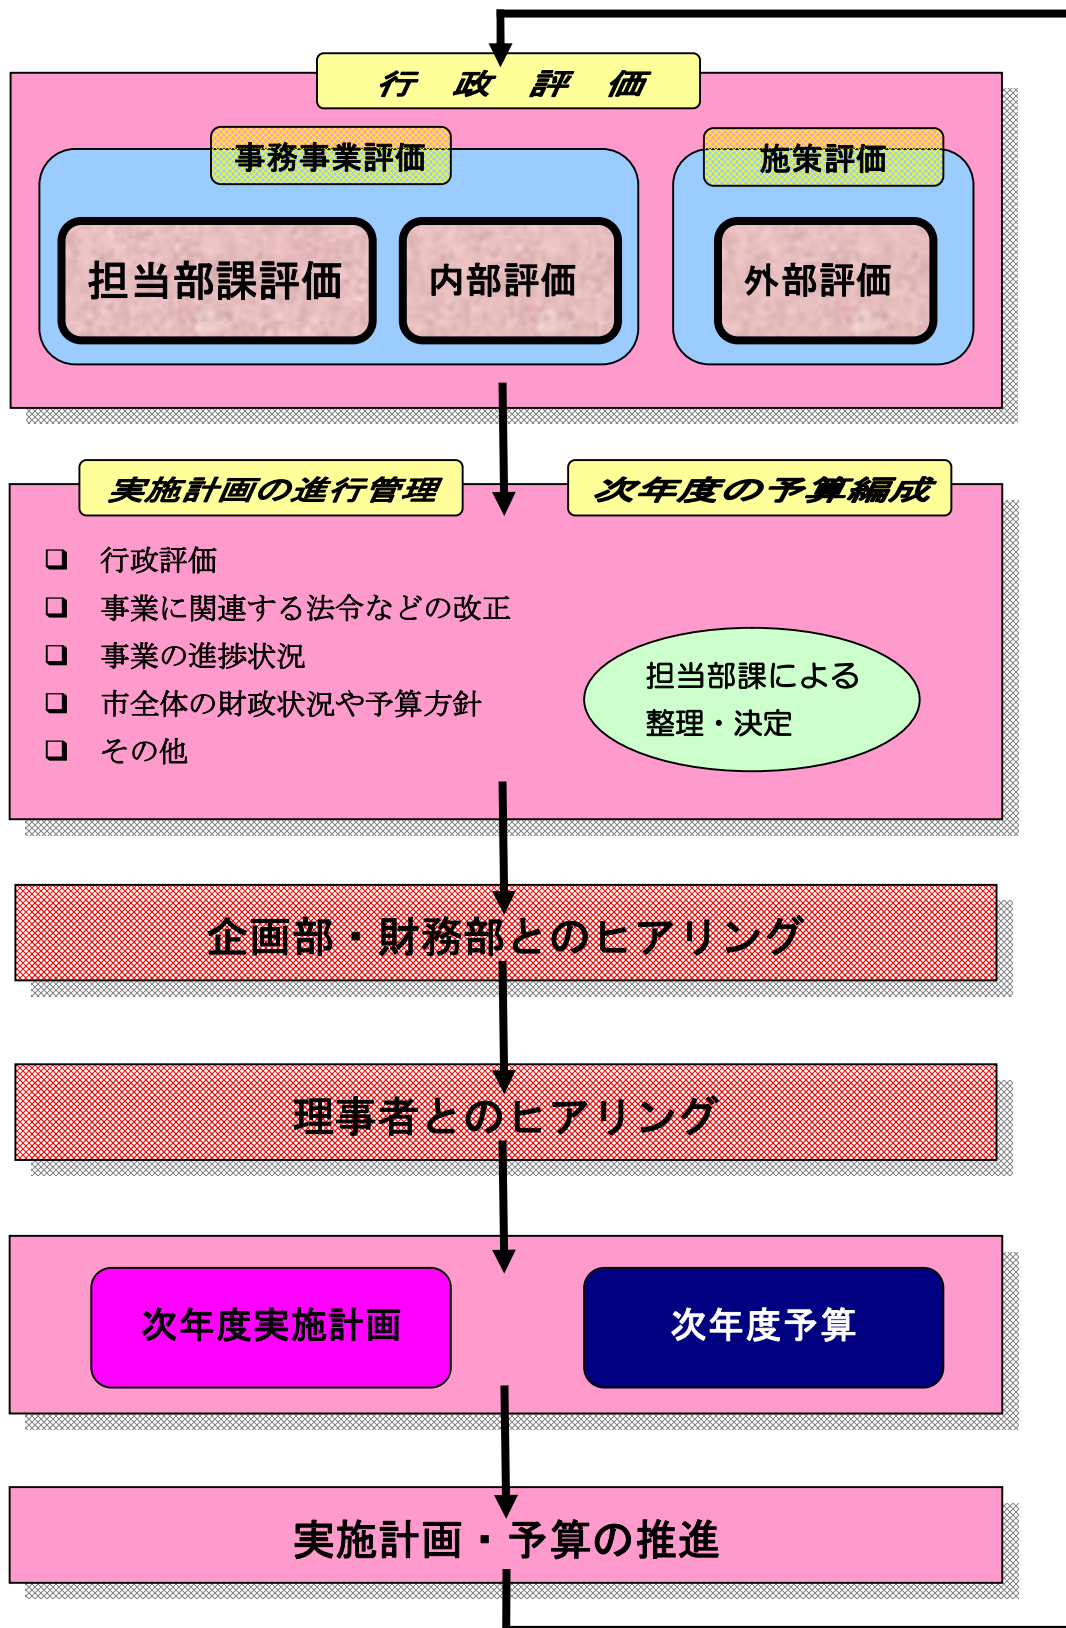 行　政　評　価
事務事業評価
施策評価
担当部課評価
内部評価
外部評価
実施計画の進行管理
次年度の予算編成
❑ 行政評価
❑ 事業に関連する法令などの改正
❑ 事業の進捗状況
❑ 市全体の財政状況や予算方針
❑ その他
担当部課による
整理・決定
企画部・財務部とのヒアリング
理事者とのヒアリング
次年度実施計画
次年度予算
実施計画・予算の推進